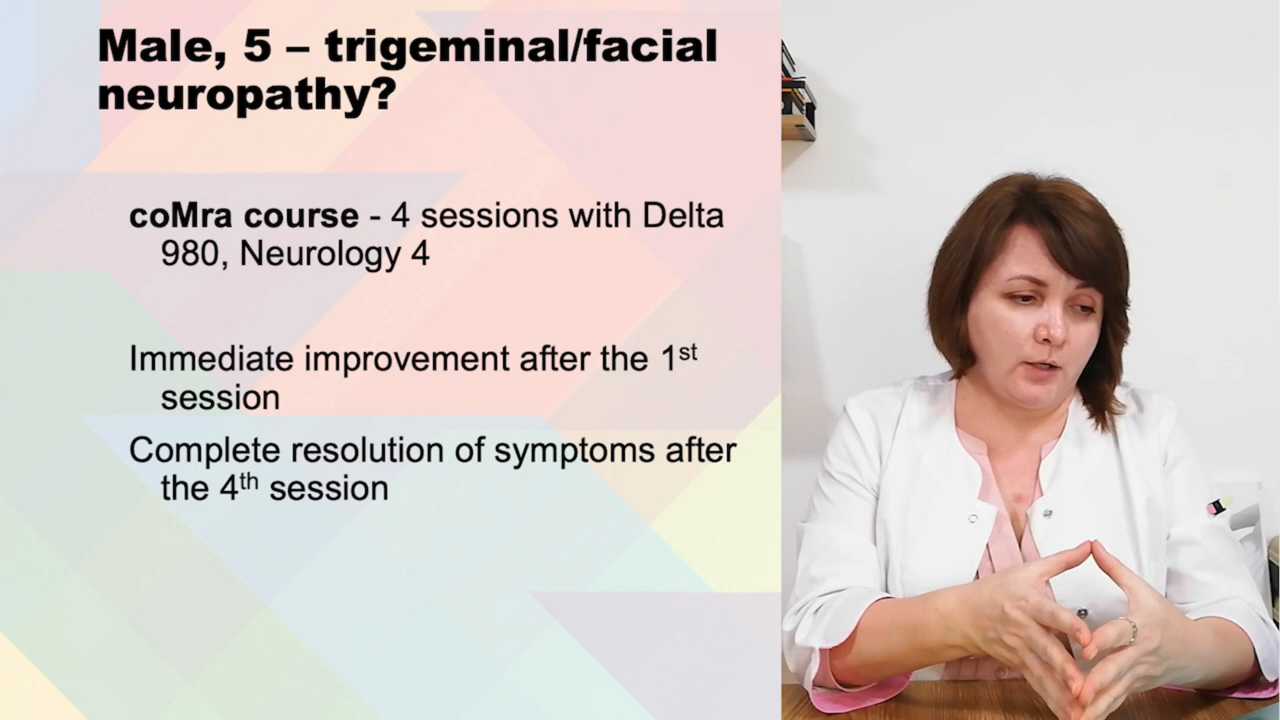 Male, 5 – trigeminal/facial
neuropathy?
coMra course - 4 sessions with Delta
980, Neurology 4
Immediate improvement after the 1st
session
Complete resolution of symptoms after
the 4th session